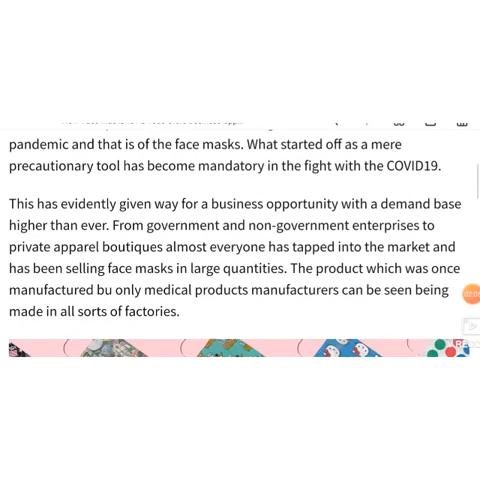 pandemic and that is of the face masks. What started off as a mere
precautionary tool has become mandatory in the fight with the COVID19.
This has evidently given way for a business opportunity with a demand base
higher than ever. From government and non-government enterprises to
private apparel boutiques almost everyone has tapped into the market and
has been selling face masks in large quantities. The product which was once
manufactured bu only medical products manufacturers can be seen being
made in all sorts of factories.